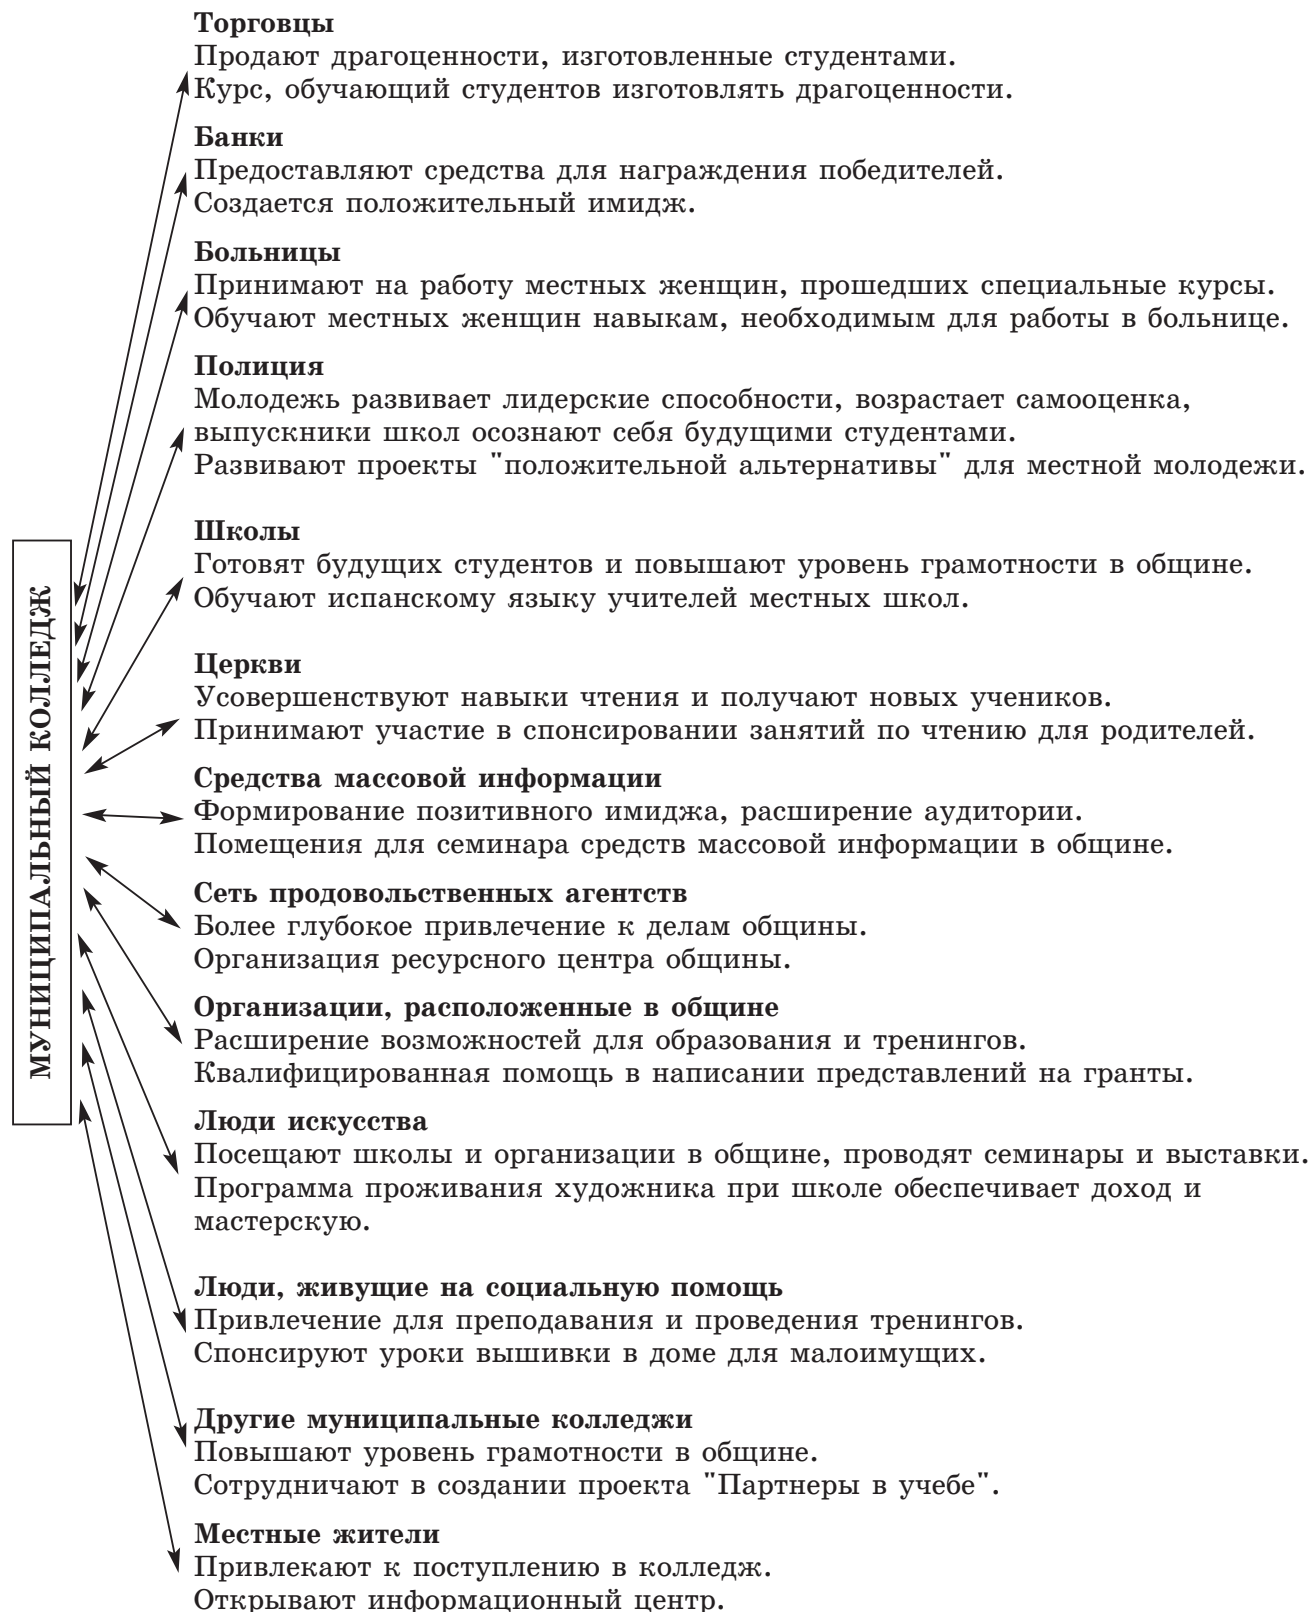 Торговцы
Продают драгоценности, изготовленные студентами.
Курс, обучающий студентов изготовлять драгоценности.
Банки
Предоставляют средства для награждения победителей.
Создается положительный имидж.
Больницы
Принимают на работу местных женщин, прошедших специальные курсы.
Обучают местных женщин навыкам, необходимым для работы в больнице.
Полиция
Молодежь развивает лидерские способности, возрастает самооценка,
выпускники школ осознают себя будущими студентами.
Развивают проекты "положительной альтернативы" для местной молодежи.
МУНИЦИПАЛЬНЫЙ КОЛЛЕДЖ
Школы
Готовят будущих студентов и повышают уровень грамотности в общине.
Обучают испанскому языку учителей местных школ.
Церкви
Усовершенствуют навыки чтения и получают новых учеников.
Принимают участие в спонсировании занятий по чтению для родителей.
Средства массовой информации
Формирование позитивного имиджа, расширение аудитории.
Помещения для семинара средств массовой информации в общине.
Сеть продовольственных агентств
Более глубокое привлечение к делам общины.
Организация ресурсного центра общины.
Организации, расположенные в общине
Расширение возможностей для образования и тренингов.
Квалифицированная помощь в написании представлений на гранты.
Люди искусства
Посещают школы и организации в общине, проводят семинары и выставки.
Программа проживания художника при школе обеспечивает доход и
мастерскую.
Люди, живущие на социальную помощь
Привлечение для преподавания и проведения тренингов.
Спонсируют уроки вышивки в доме для малоимущих.
Другие муниципальные колледжи
Повышают уровень грамотности в общине.
Сотрудничают в создании проекта "Партнеры в учебе".
Местные жители
Привлекают к поступлению в колледж.
Открывают информационный центр.